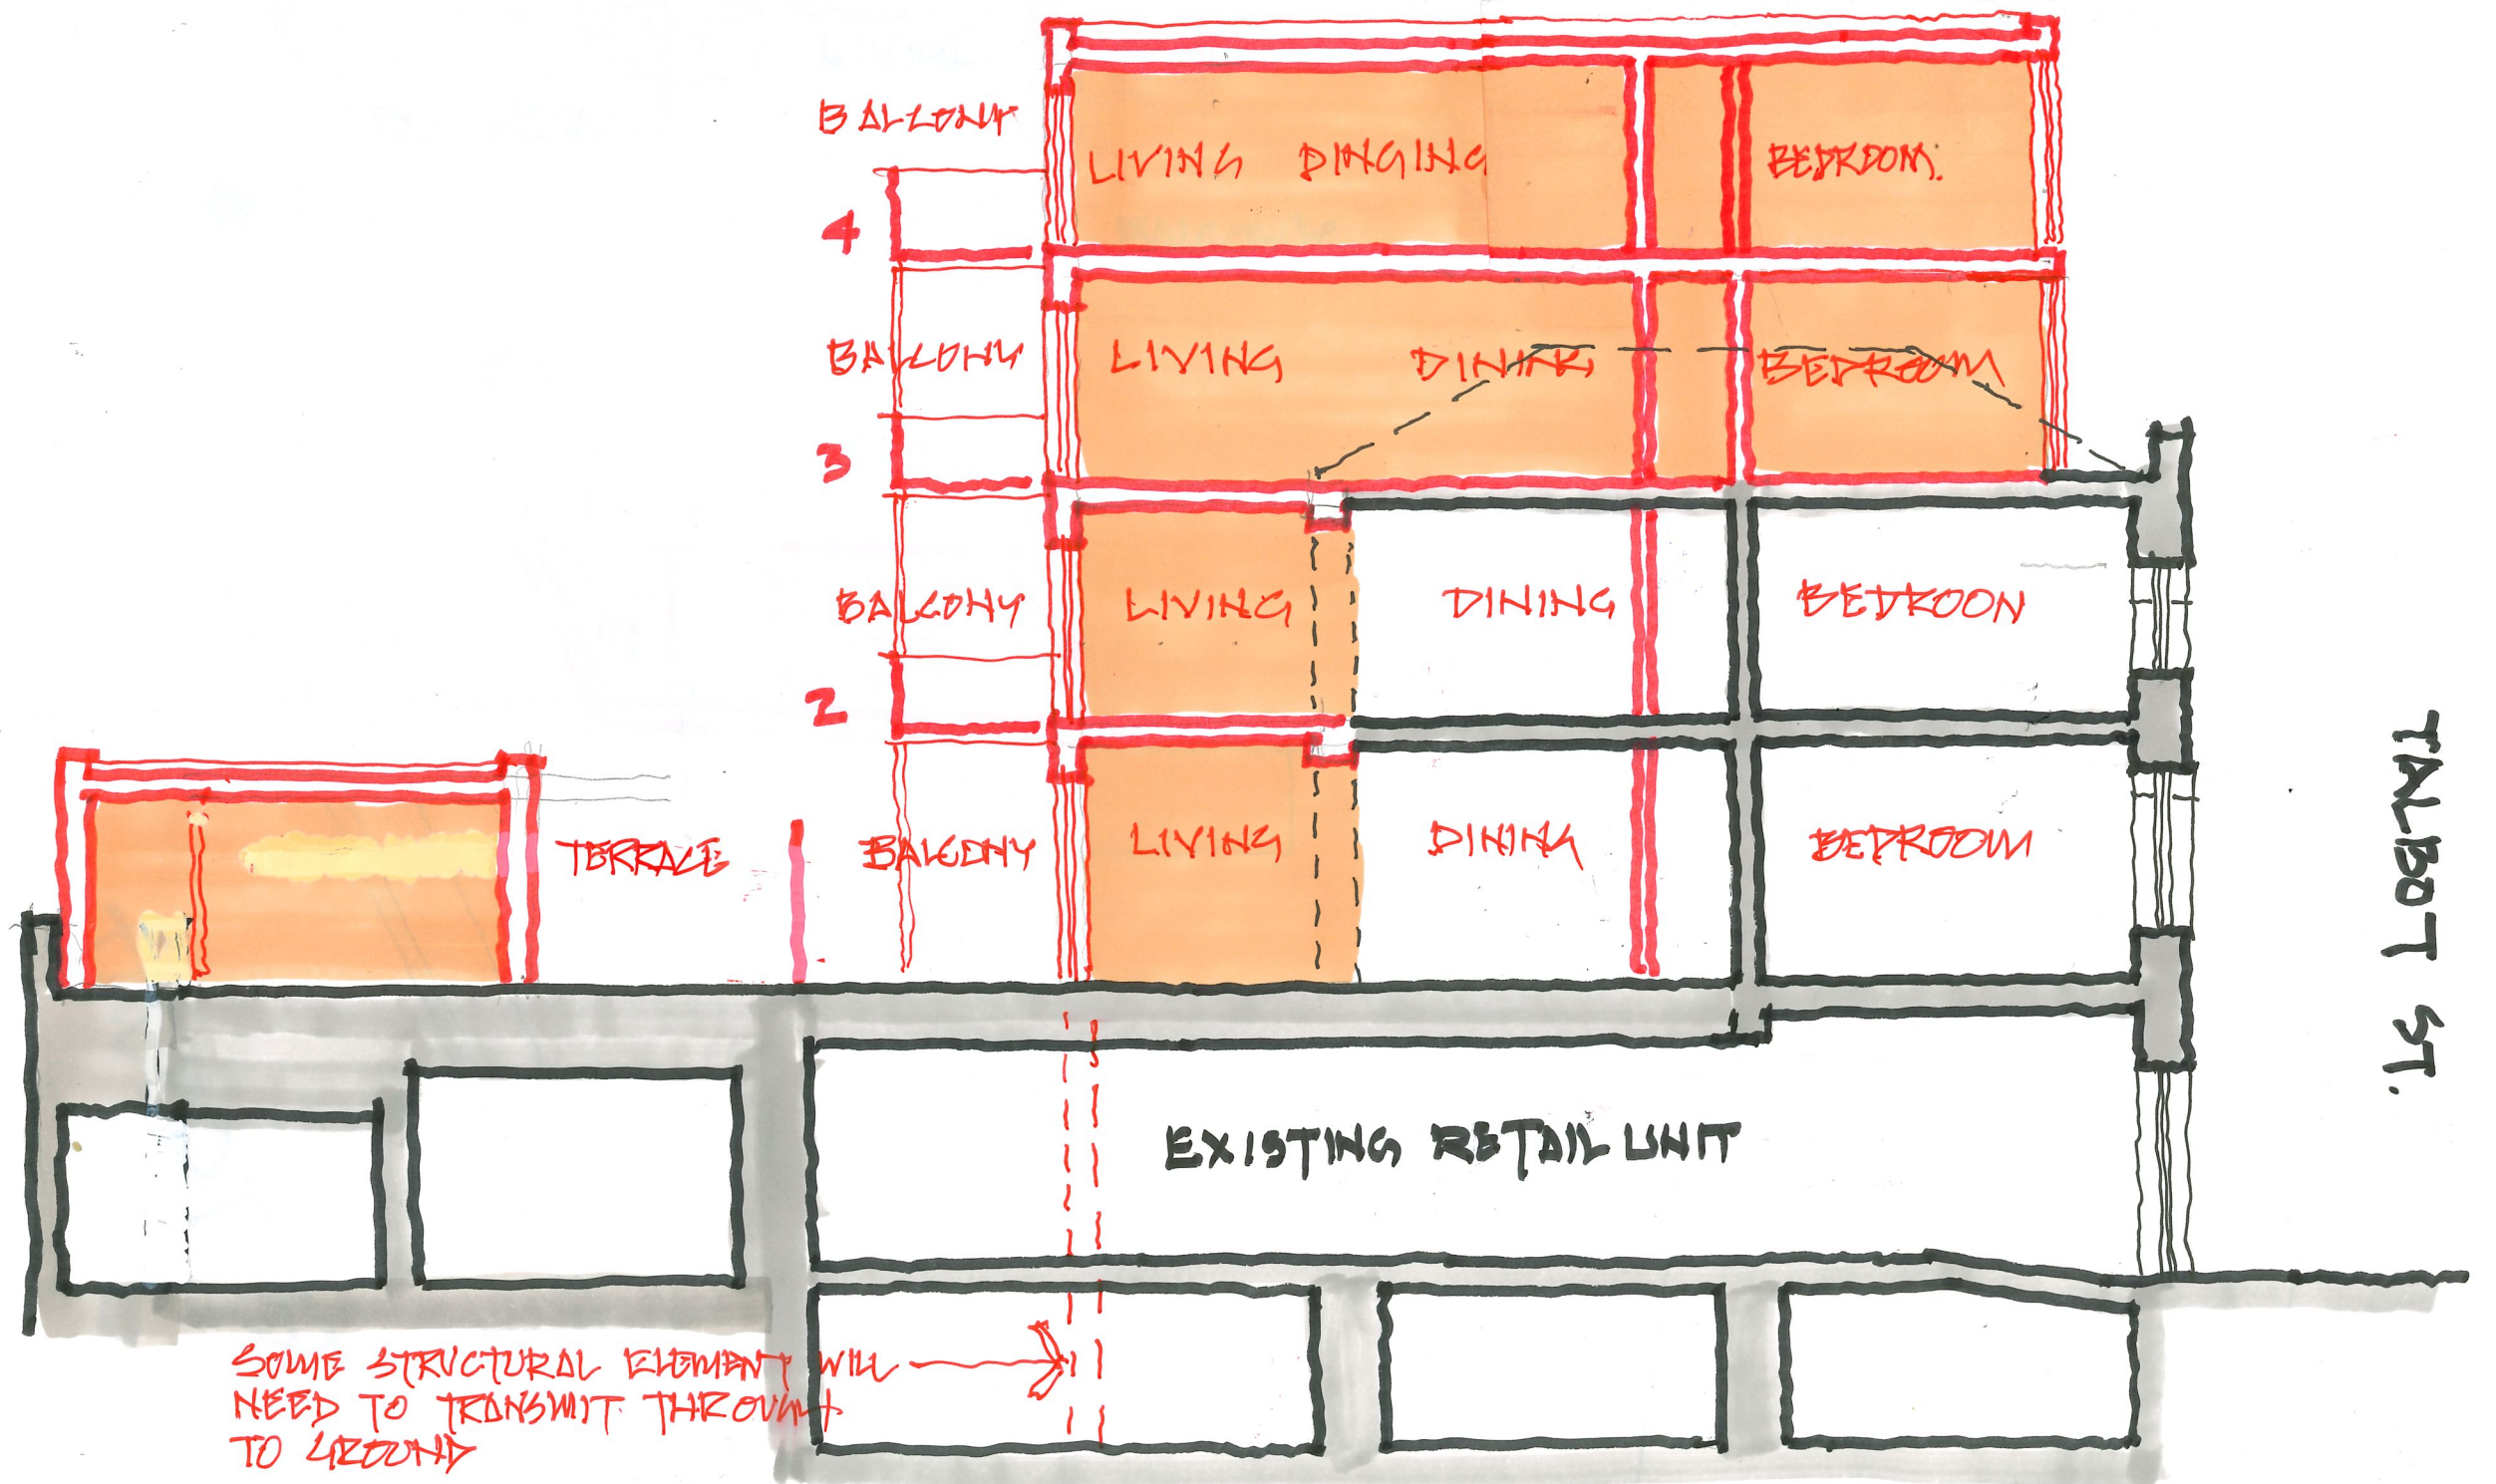 BALCONY
LIVING DINGING BEDROOM.
4
BALCONY LIVING DINING BEDROOM
3
BALCONY LIVING DINING BEDROON
2
TERRACE BALCONY LIVING DINING BEDROOM
TALBOT ST.
EXISTING RETAIL UNIT
SOME STRUCTURAL ELEMENT WILL
NEED TO TRANSMIT THROUGH
TO GROUND